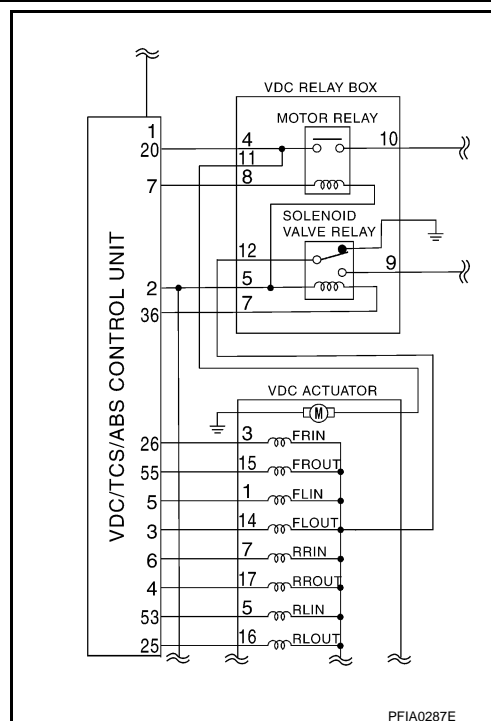 VDC RELAY BOX
MOTOR RELAY
1
20 4 10
11
7 8
SOLENOID
VALVE RELAY
12
9
2 5
36 7
VDC/TCS/ABS CONTROL UNIT
VDC ACTUATOR
M
26 3 FRIN
55 15 FROUT
5 1 FLIN
3 14 FLOUT
6 7 RRIN
4 17 RROUT
53 5 RLIN
25 16 RLOUT
PFIA0287E